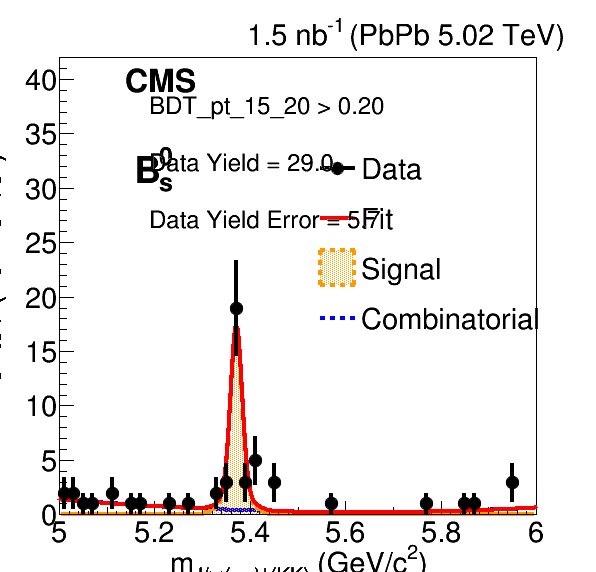 1.5 nb-1 (PbPb 5.02 TeV)
CMS
BDT_pt_15_20 > 0.20
B0s
Data Yield = 29.0
Data Yield Error = 5.7
Data
Fit
Signal
Combinatorial
40
35
30
25
20
15
10
5
0
5 5.2 5.4 5.6 5.8 6
(GeV/c2)